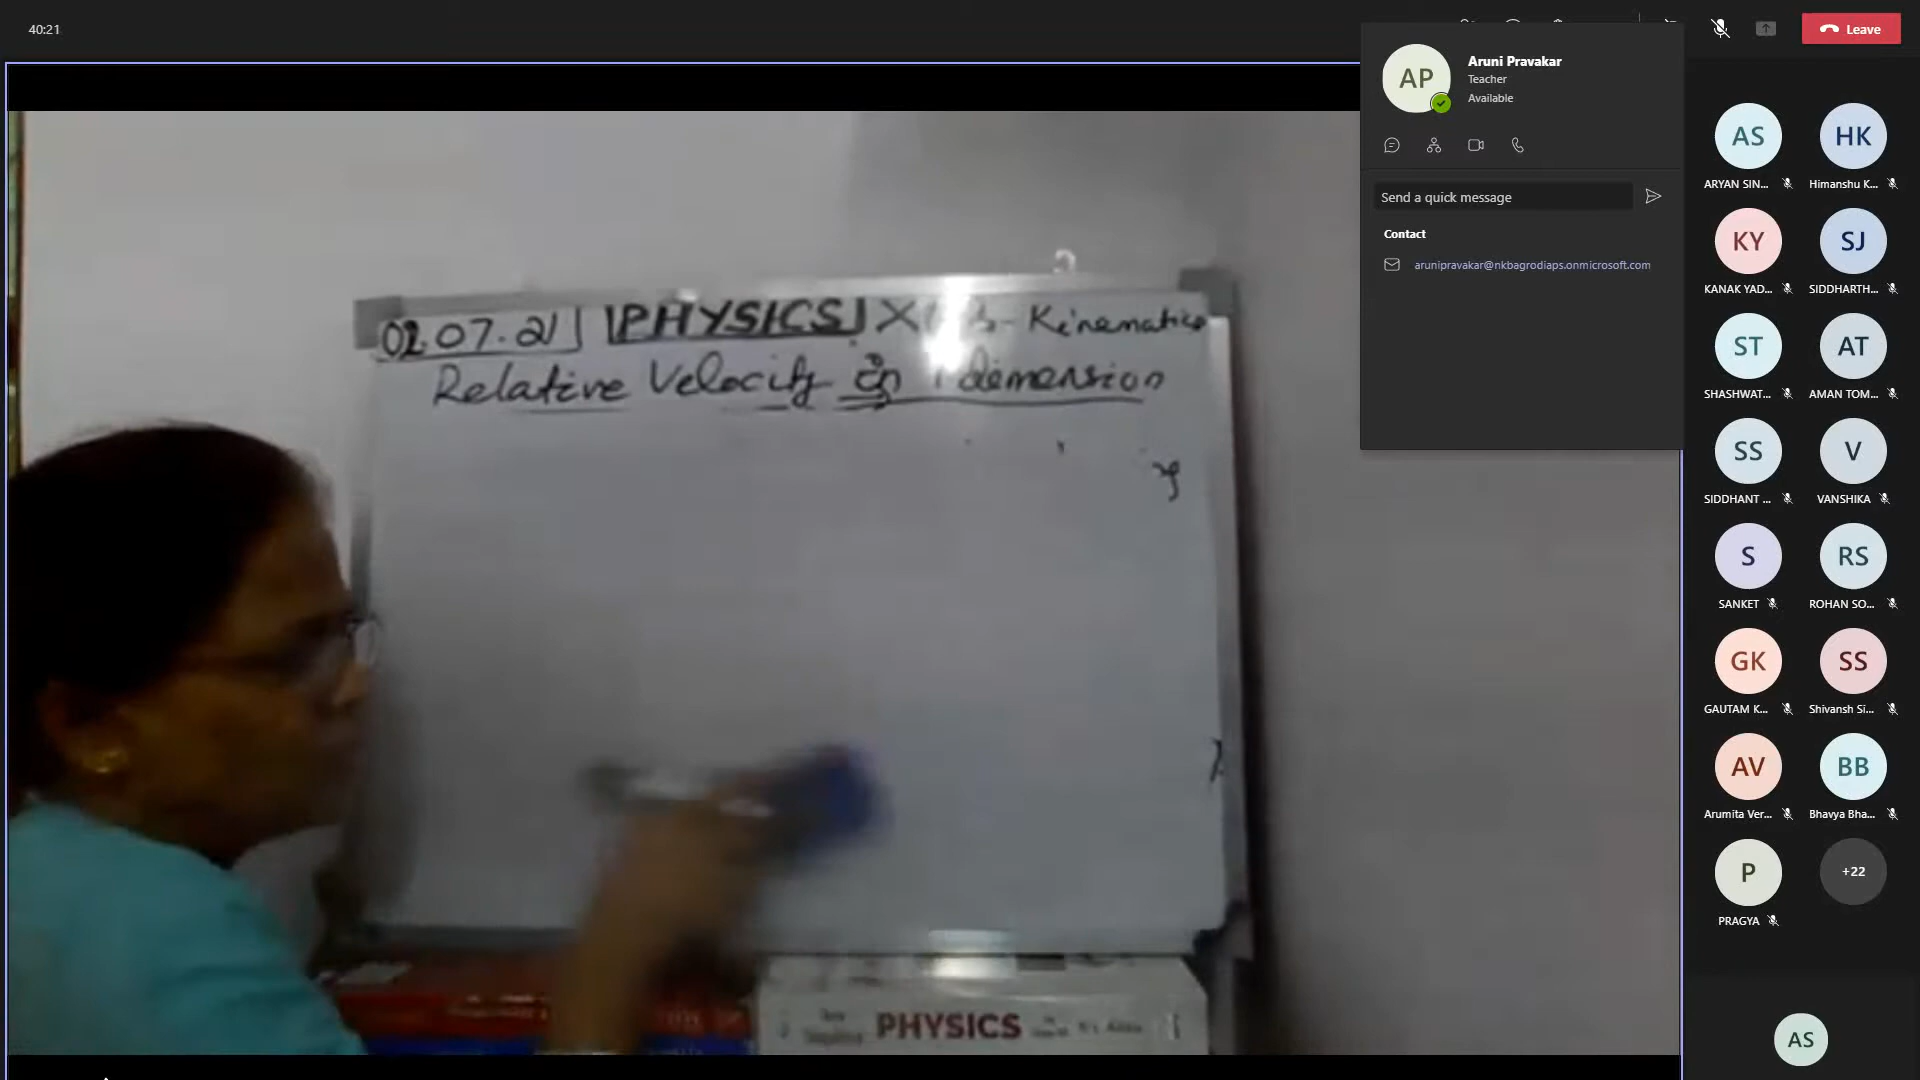 40:21
Leave
AP
Aruni Pravakar
Teacher
Available
Send a quick message
Contact
arunipravakar@nkbagrodiaps.onmicrosoft.com
02.07.21 PHYSICS X - Kinematics
Relative Velocity in 1 dimension
PHYSICS
AS HK
ARYAN SIN... Himanshu K...
KY SJ
KANAK YAD... SIDDHARTH...
ST AT
SHASHWAT... AMAN TOM...
SS V
SIDDHANT ... VANSHIKA
S RS
SANKET ROHAN SO...
GK SS
GAUTAM K... Shivansh Si...
AV BB
Arumita Ver... Bhavya Bha...
P +22
PRAGYA
AS